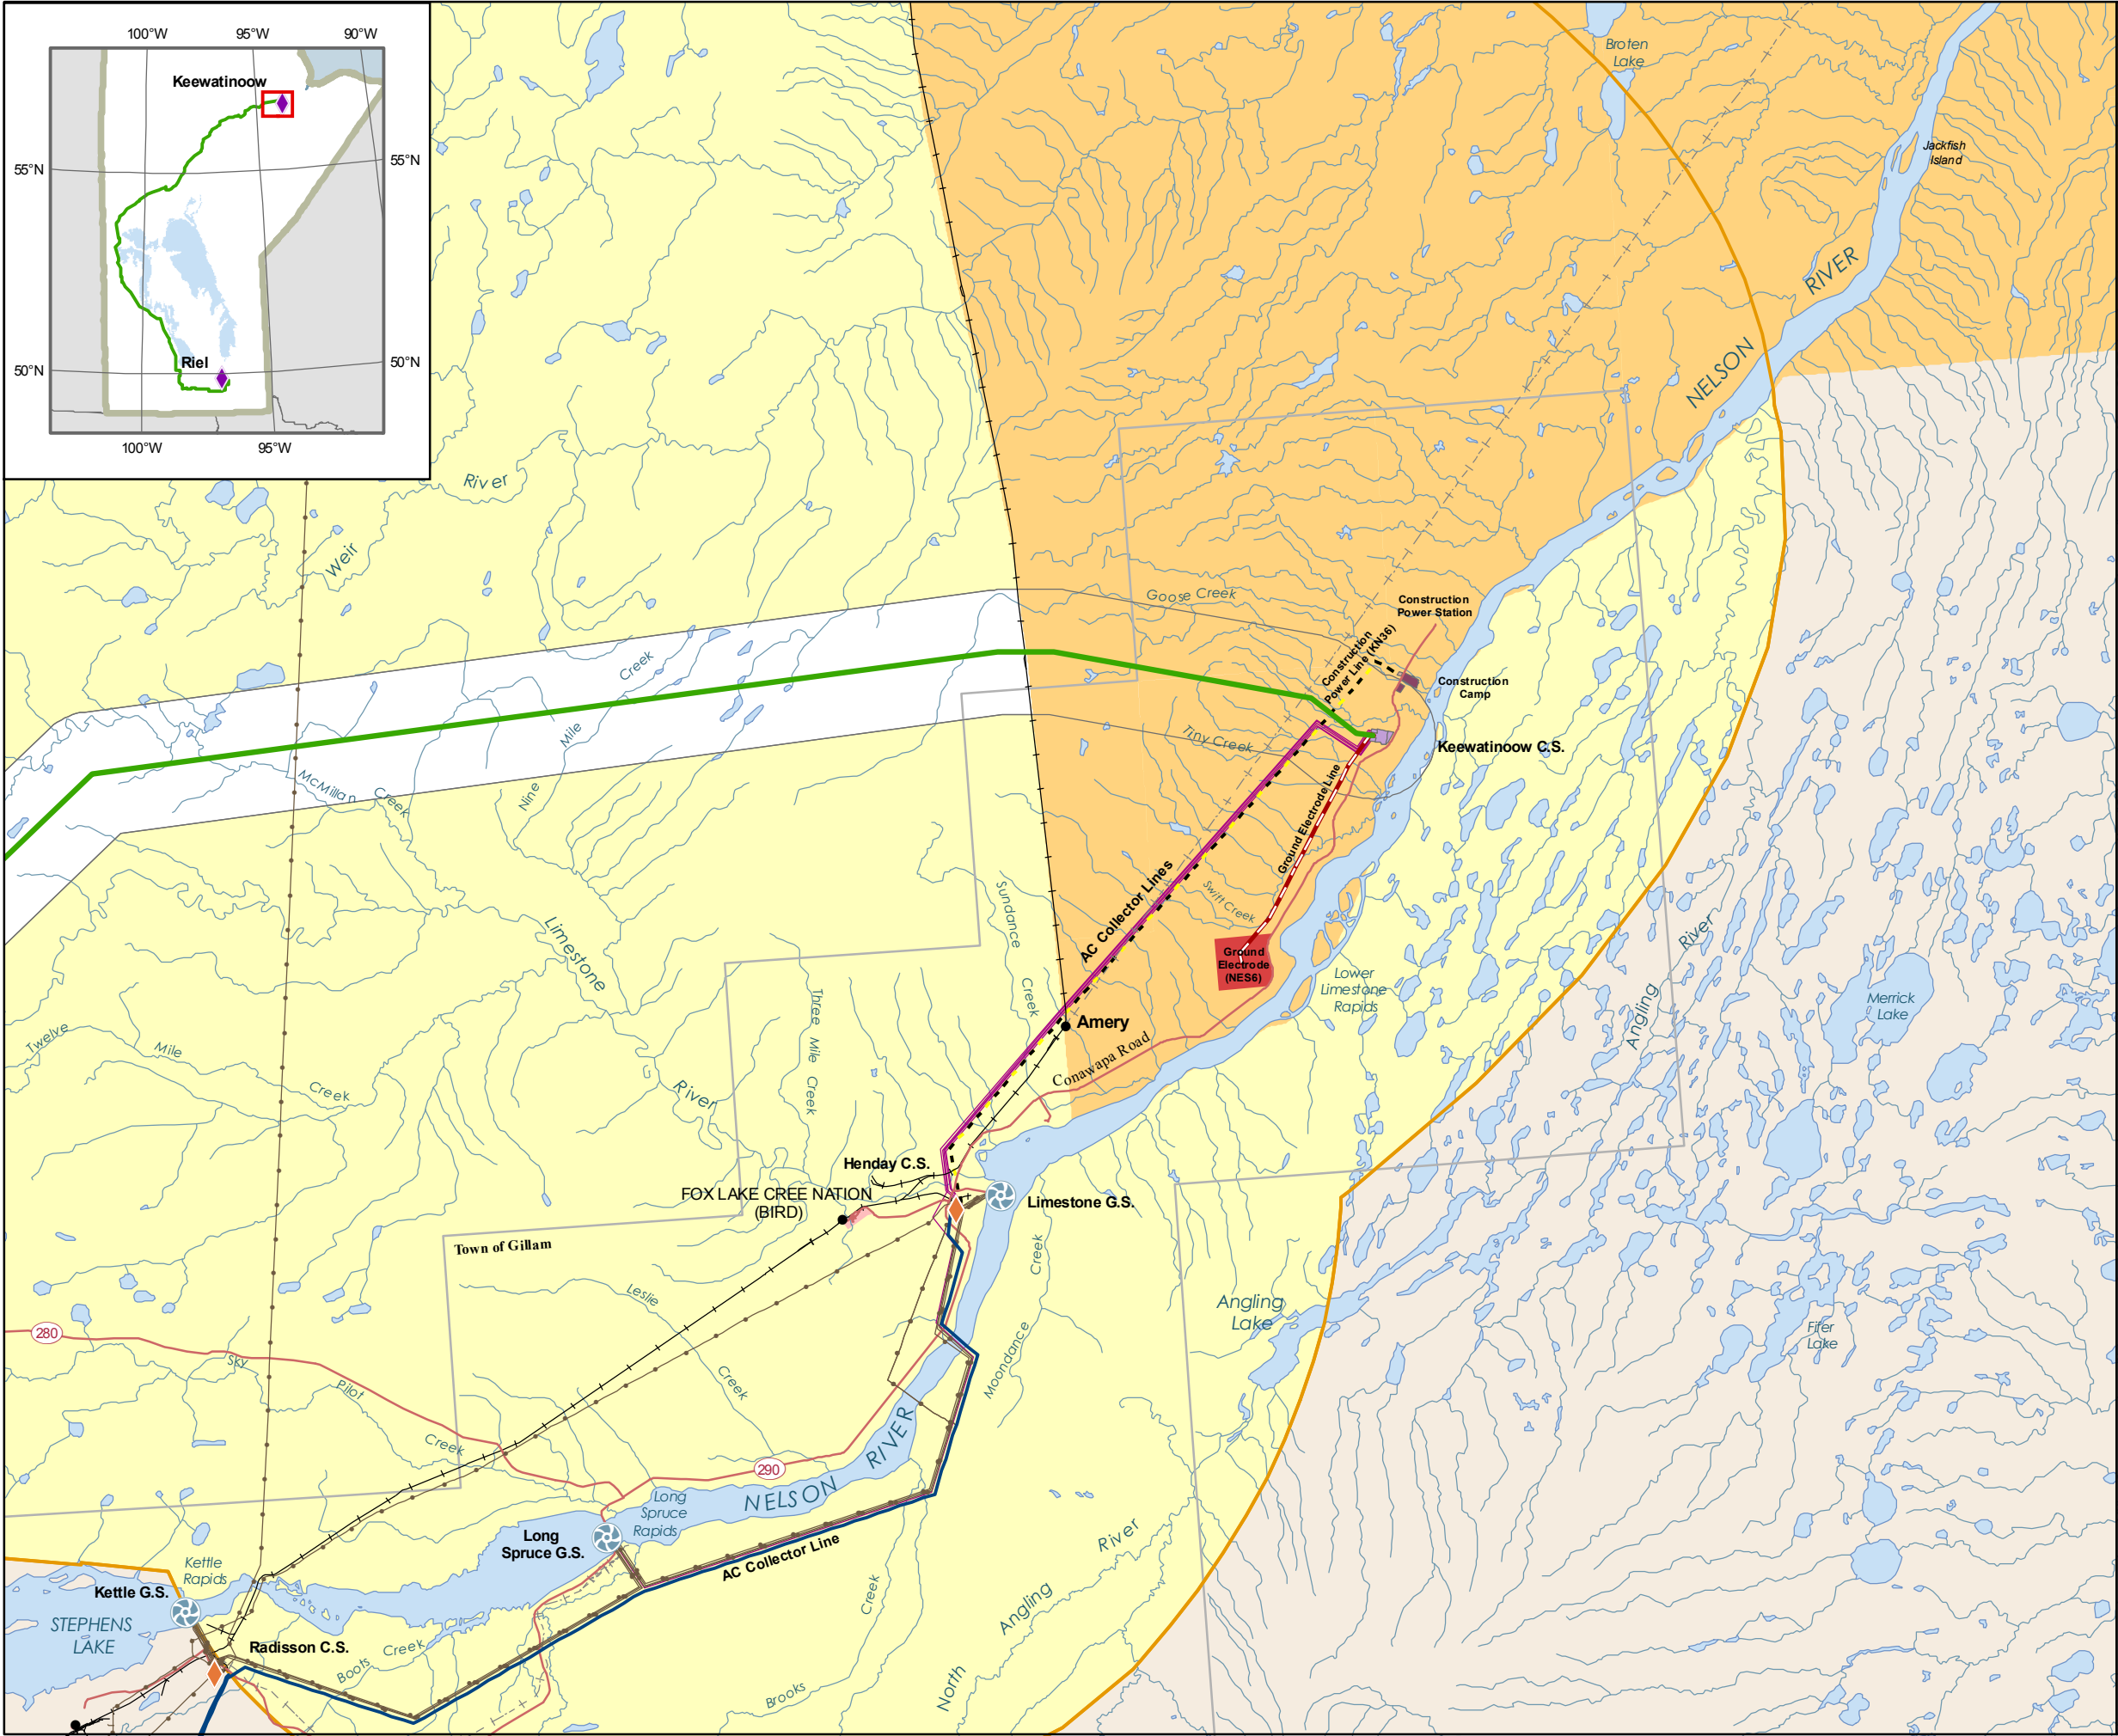 100°W
95°W
90°W
Keewatinoow
55°N
55°N
50°N
50°N
Riel
100°W
95°W
Broten
Lake
Jackfish
Island
NELSON
RIVER
River
Weir
Goose Creek
Construction
Power Station
Construction
Power Line (KN36)
Construction
Camp
Creek
Mile
Nine
McMillan
Creek
Tiny Creek
Keewatinoow C.S.
Ground Electrode Line
AC Collector Lines
Swift Creek
Sundance
Creek
Limestone
River
Ground
Electrode
(NES6)
Lower
Limestone
Rapids
River
Angling
Merrick
Lake
Twelve
Mile
Creek
Three
Mile
Creek
Amery
Conawapa Road
Henday C.S.
FOX LAKE CREE NATION
(BIRD)
Limestone G.S.
Town of Gillam
Leslie
Creek
Creek
Moondance
Angling
Lake
Fifer
Lake
280
Sky
Pilot
Creek
290
NELSON
RIVER
Long
Spruce
Rapids
Long
Spruce G.S.
AC Collector Line
Kettle
Rapids
Kettle G.S.
STEPHENS
LAKE
Radisson C.S.
Boots
Creek
Brooks
Creek
North
Angling
River